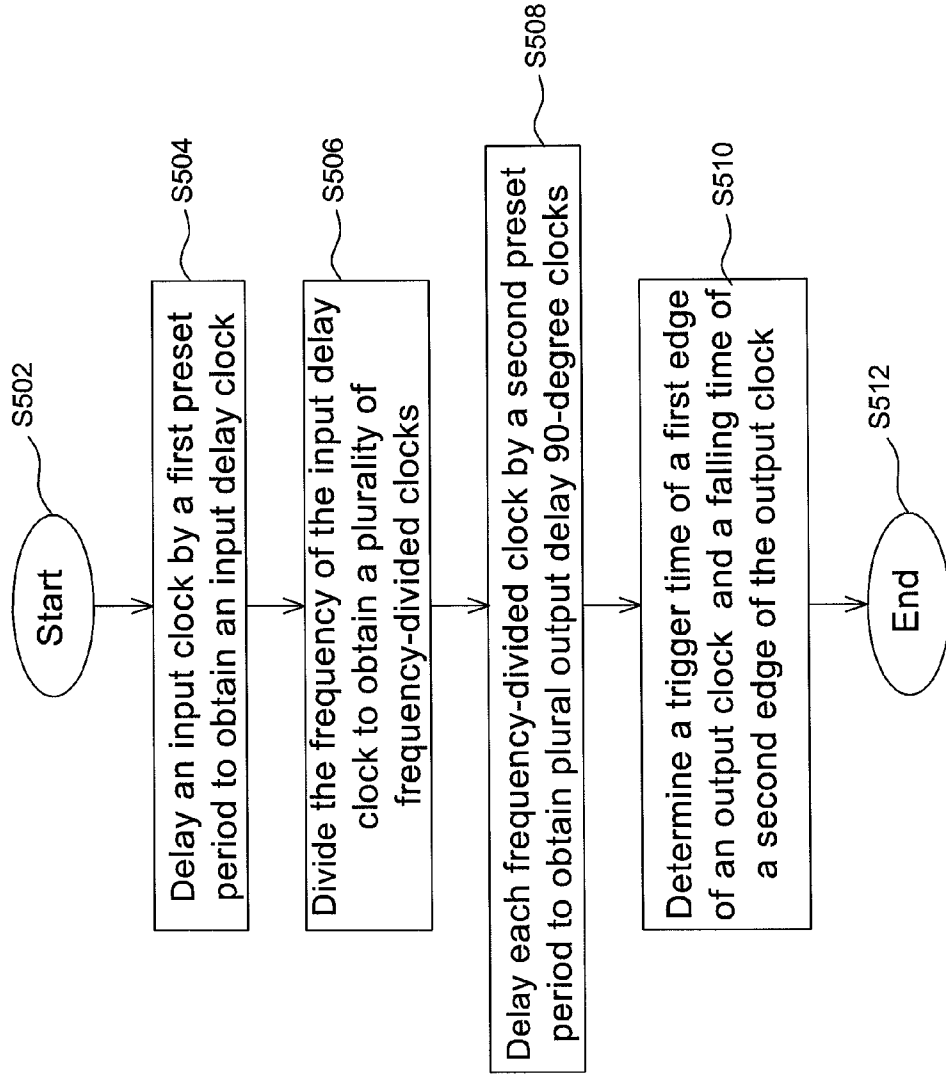 Start
S502
Delay an input clock by a first preset
period to obtain an input delay clock
S504
Divide the frequency of the input delay
clock to obtain a plurality of
frequency-divided clocks
S506
Delay each frequency-divided clock by a second preset
period to obtain plural output delay 90-degree clocks
S508
Determine a trigger time of a first edge
of an output clock and a falling time of
a second edge of the output clock
S510
End
S512